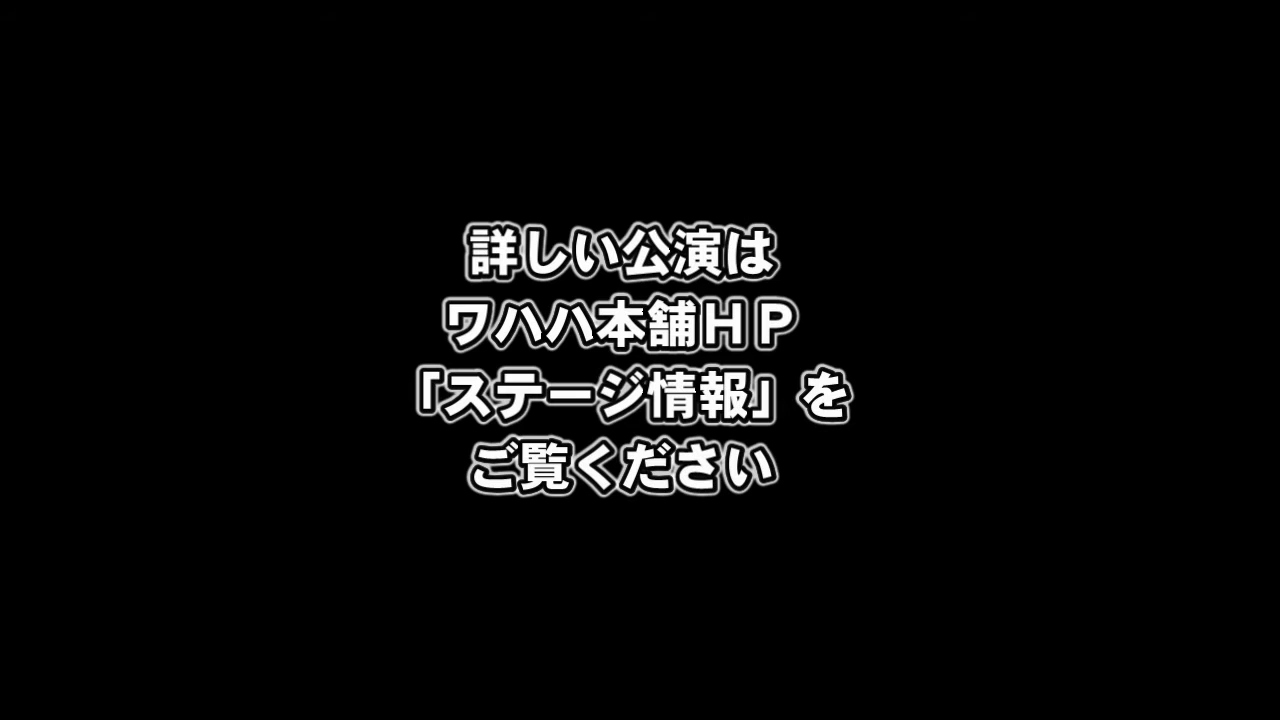 詳しい公演は
ワハハ本舗ＨＰ
「ステージ情報」を
ご覧ください